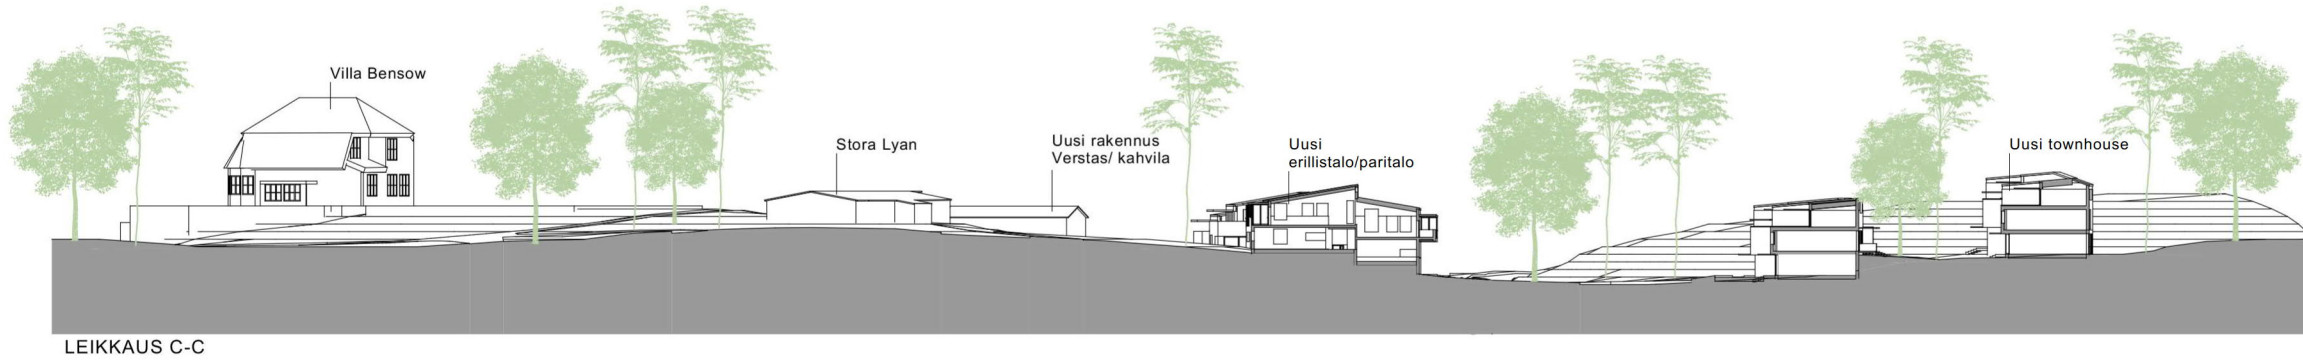 Villa Bensow
Stora Lyan
Uusi rakennus
Verstas/ kahvila
Uusi
erillistalo/paritalo
Uusi townhouse
LEIKKAUS C-C